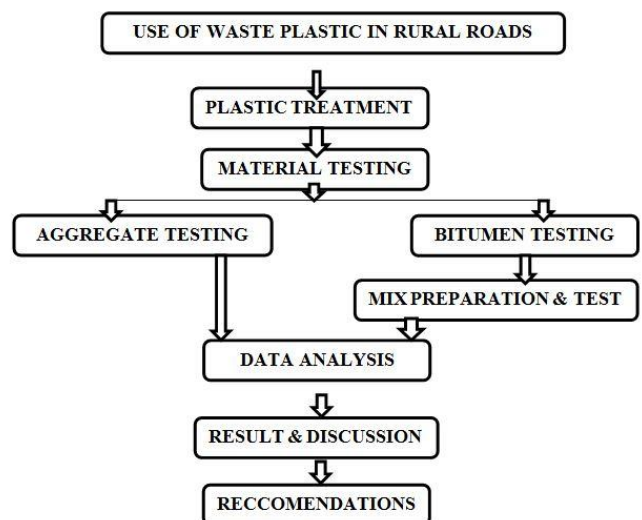 USE OF WASTE PLASTIC IN RURAL ROADS
PLASTIC TREATMENT
MATERIAL TESTING
AGGREGATE TESTING
BITUMEN TESTING
MIX PREPARATION & TEST
DATA ANALYSIS
RESULT & DISCUSSION
RECCOMENDATIONS